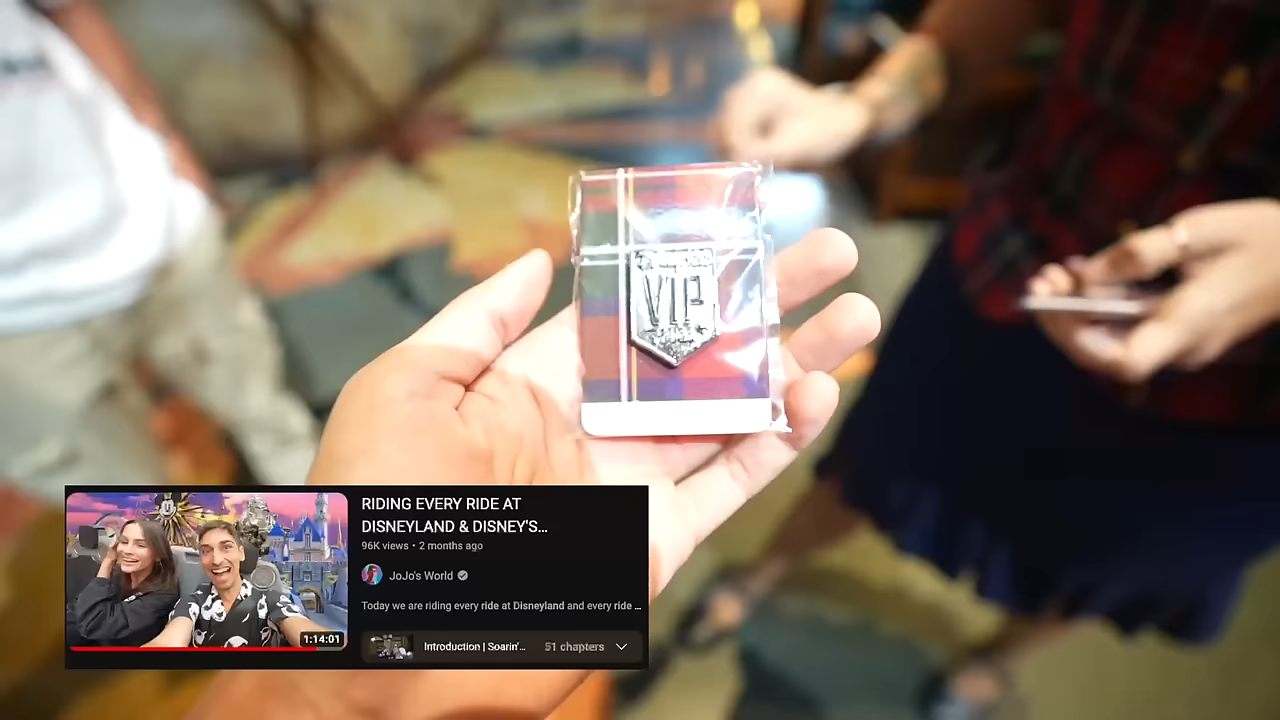 VIP
RIDING EVERY RIDE AT
DISNEYLAND & DISNEY'S...
96K views • 2 months ago
JoJo's World
Today we are riding every ride at Disneyland and every ride ...
1:14:01
Introduction | Soarin'... 51 chapters